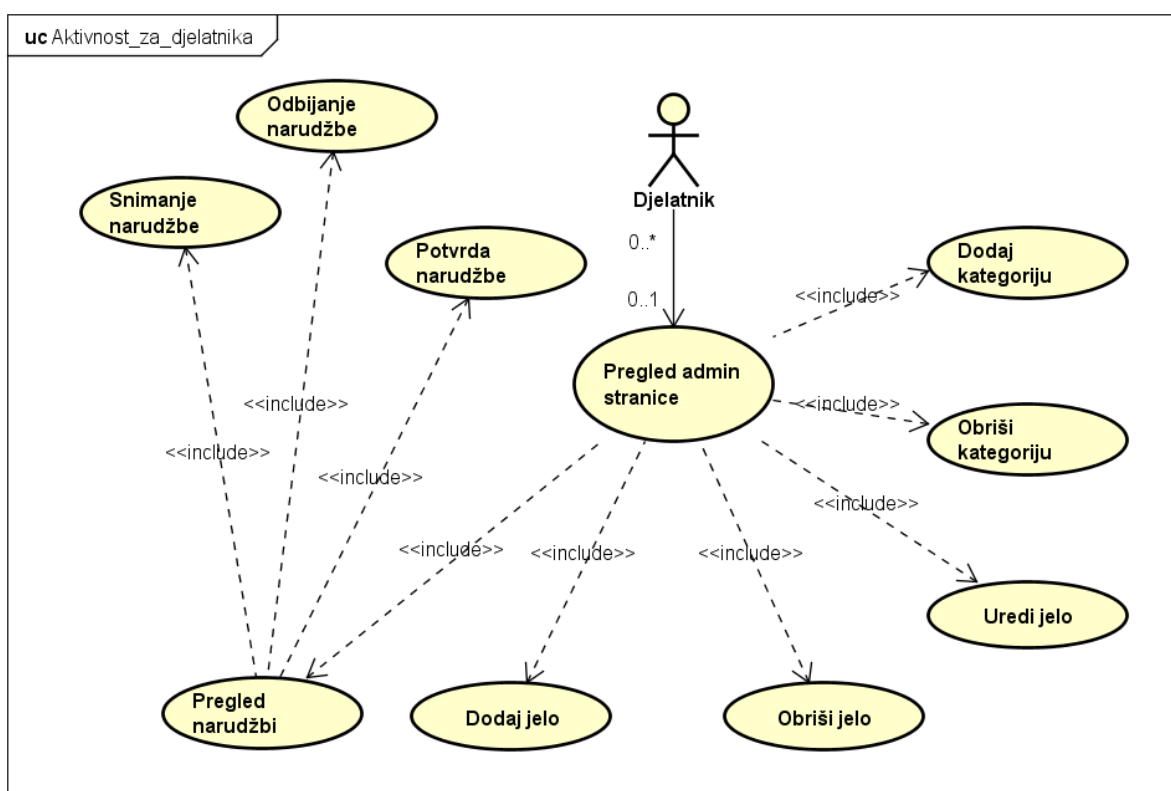 uc Aktivnost_za_djelatnika
Odbijanje
narudžbe
Snimanje
narudžbe
Djelatnik
Potvrda
narudžbe
0..*
0..1
Dodaj
kategoriju
<<include>>
Pregled admin
stranice
<<include>>
<<include>>
Obriši
kategoriju
<<include>>
<<include>>
<<include>>
<<include>>
<<include>>
<<include>>
Uredi jelo
Pregled
narudžbi
Dodaj jelo
Obriši jelo